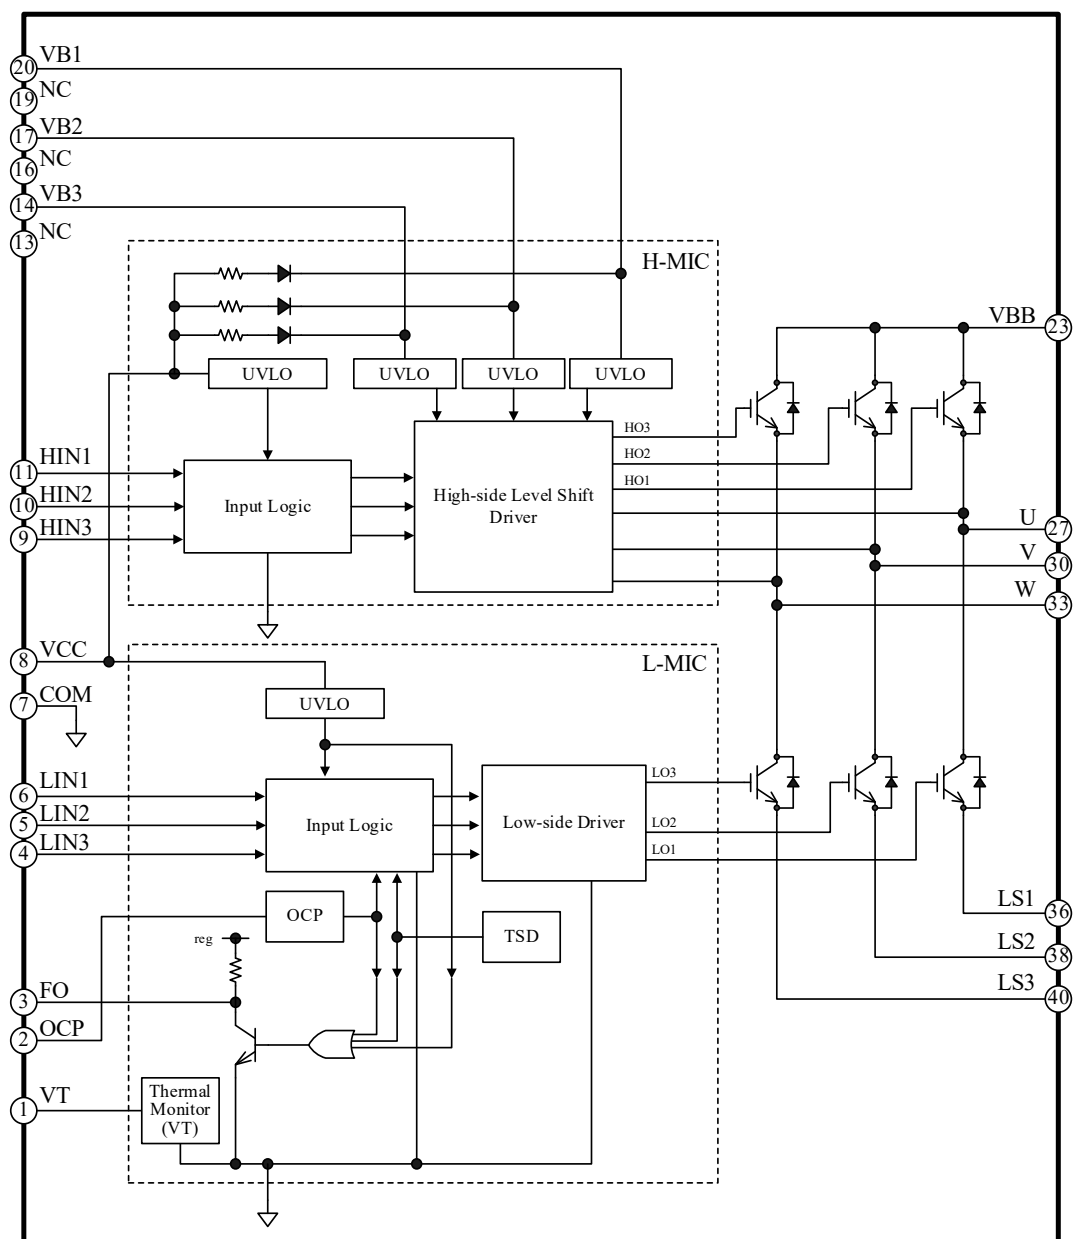 20 VB1
19 NC
17 VB2
16 NC
14 VB3
13 NC
H-MIC
VBB 23
UVLO
UVLO
UVLO
UVLO
HO3
HO2
HO1
11 HIN1
10 HIN2
9 HIN3
Input Logic
High-side Level Shift
Driver
U 27
V 30
W 33
8 VCC
L-MIC
7 COM
UVLO
6 LIN1
5 LIN2
4 LIN3
Input Logic
Low-side Driver
LO3
LO2
LO1
OCP
TSD
reg
LS1 36
LS2 38
LS3 40
3 FO
2 OCP
1 VT
Thermal
Monitor
(VT)